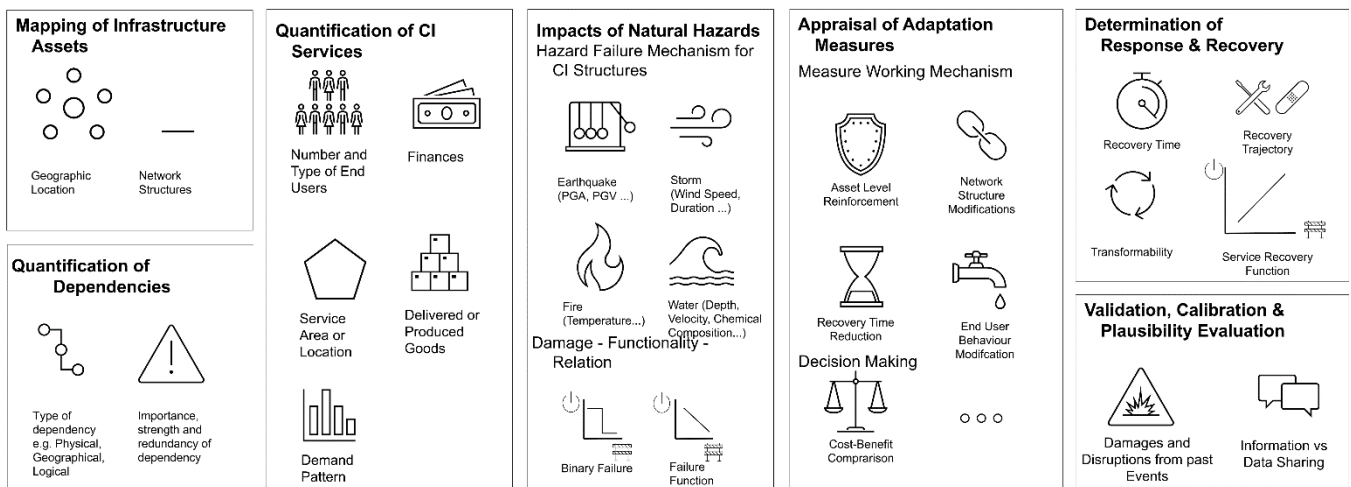 Mapping of Infrastructure
Assets
Geographic
Location
Network
Structures
Quantification of
Dependencies
Type of
dependency
e.g. Physical,
Geographical,
Logical
Importance,
strength and
redundancy of
dependency
Quantification of CI
Services
Number and
Type of End
Users
Finances
Service
Area or
Location
Delivered or
Produced
Goods
Demand
Pattern
Impacts of Natural Hazards
Hazard Failure Mechanism for
CI Structures
Earthquake
(PGA, PGV ...)
Storm
(Wind Speed,
Duration ...)
Fire
(Temperature...)
Water (Depth,
Velocity, Chemical
Composition...)
Damage - Functionality -
Relation
Binary Failure
Failure
Function
Appraisal of Adaptation
Measures
Measure Working Mechanism
Asset Level
Reinforcement
Network
Structure
Modifications
Recovery Time
Reduction
End User
Behaviour
Modifcation
Decision Making
Cost-Benefit
Comparison
Determination of
Response & Recovery
Recovery Time
Recovery
Trajectory
Transformability
Service Recovery
Function
Validation, Calibration &
Plausibility Evaluation
Damages and
Disruptions from past
Events
Information vs
Data Sharing